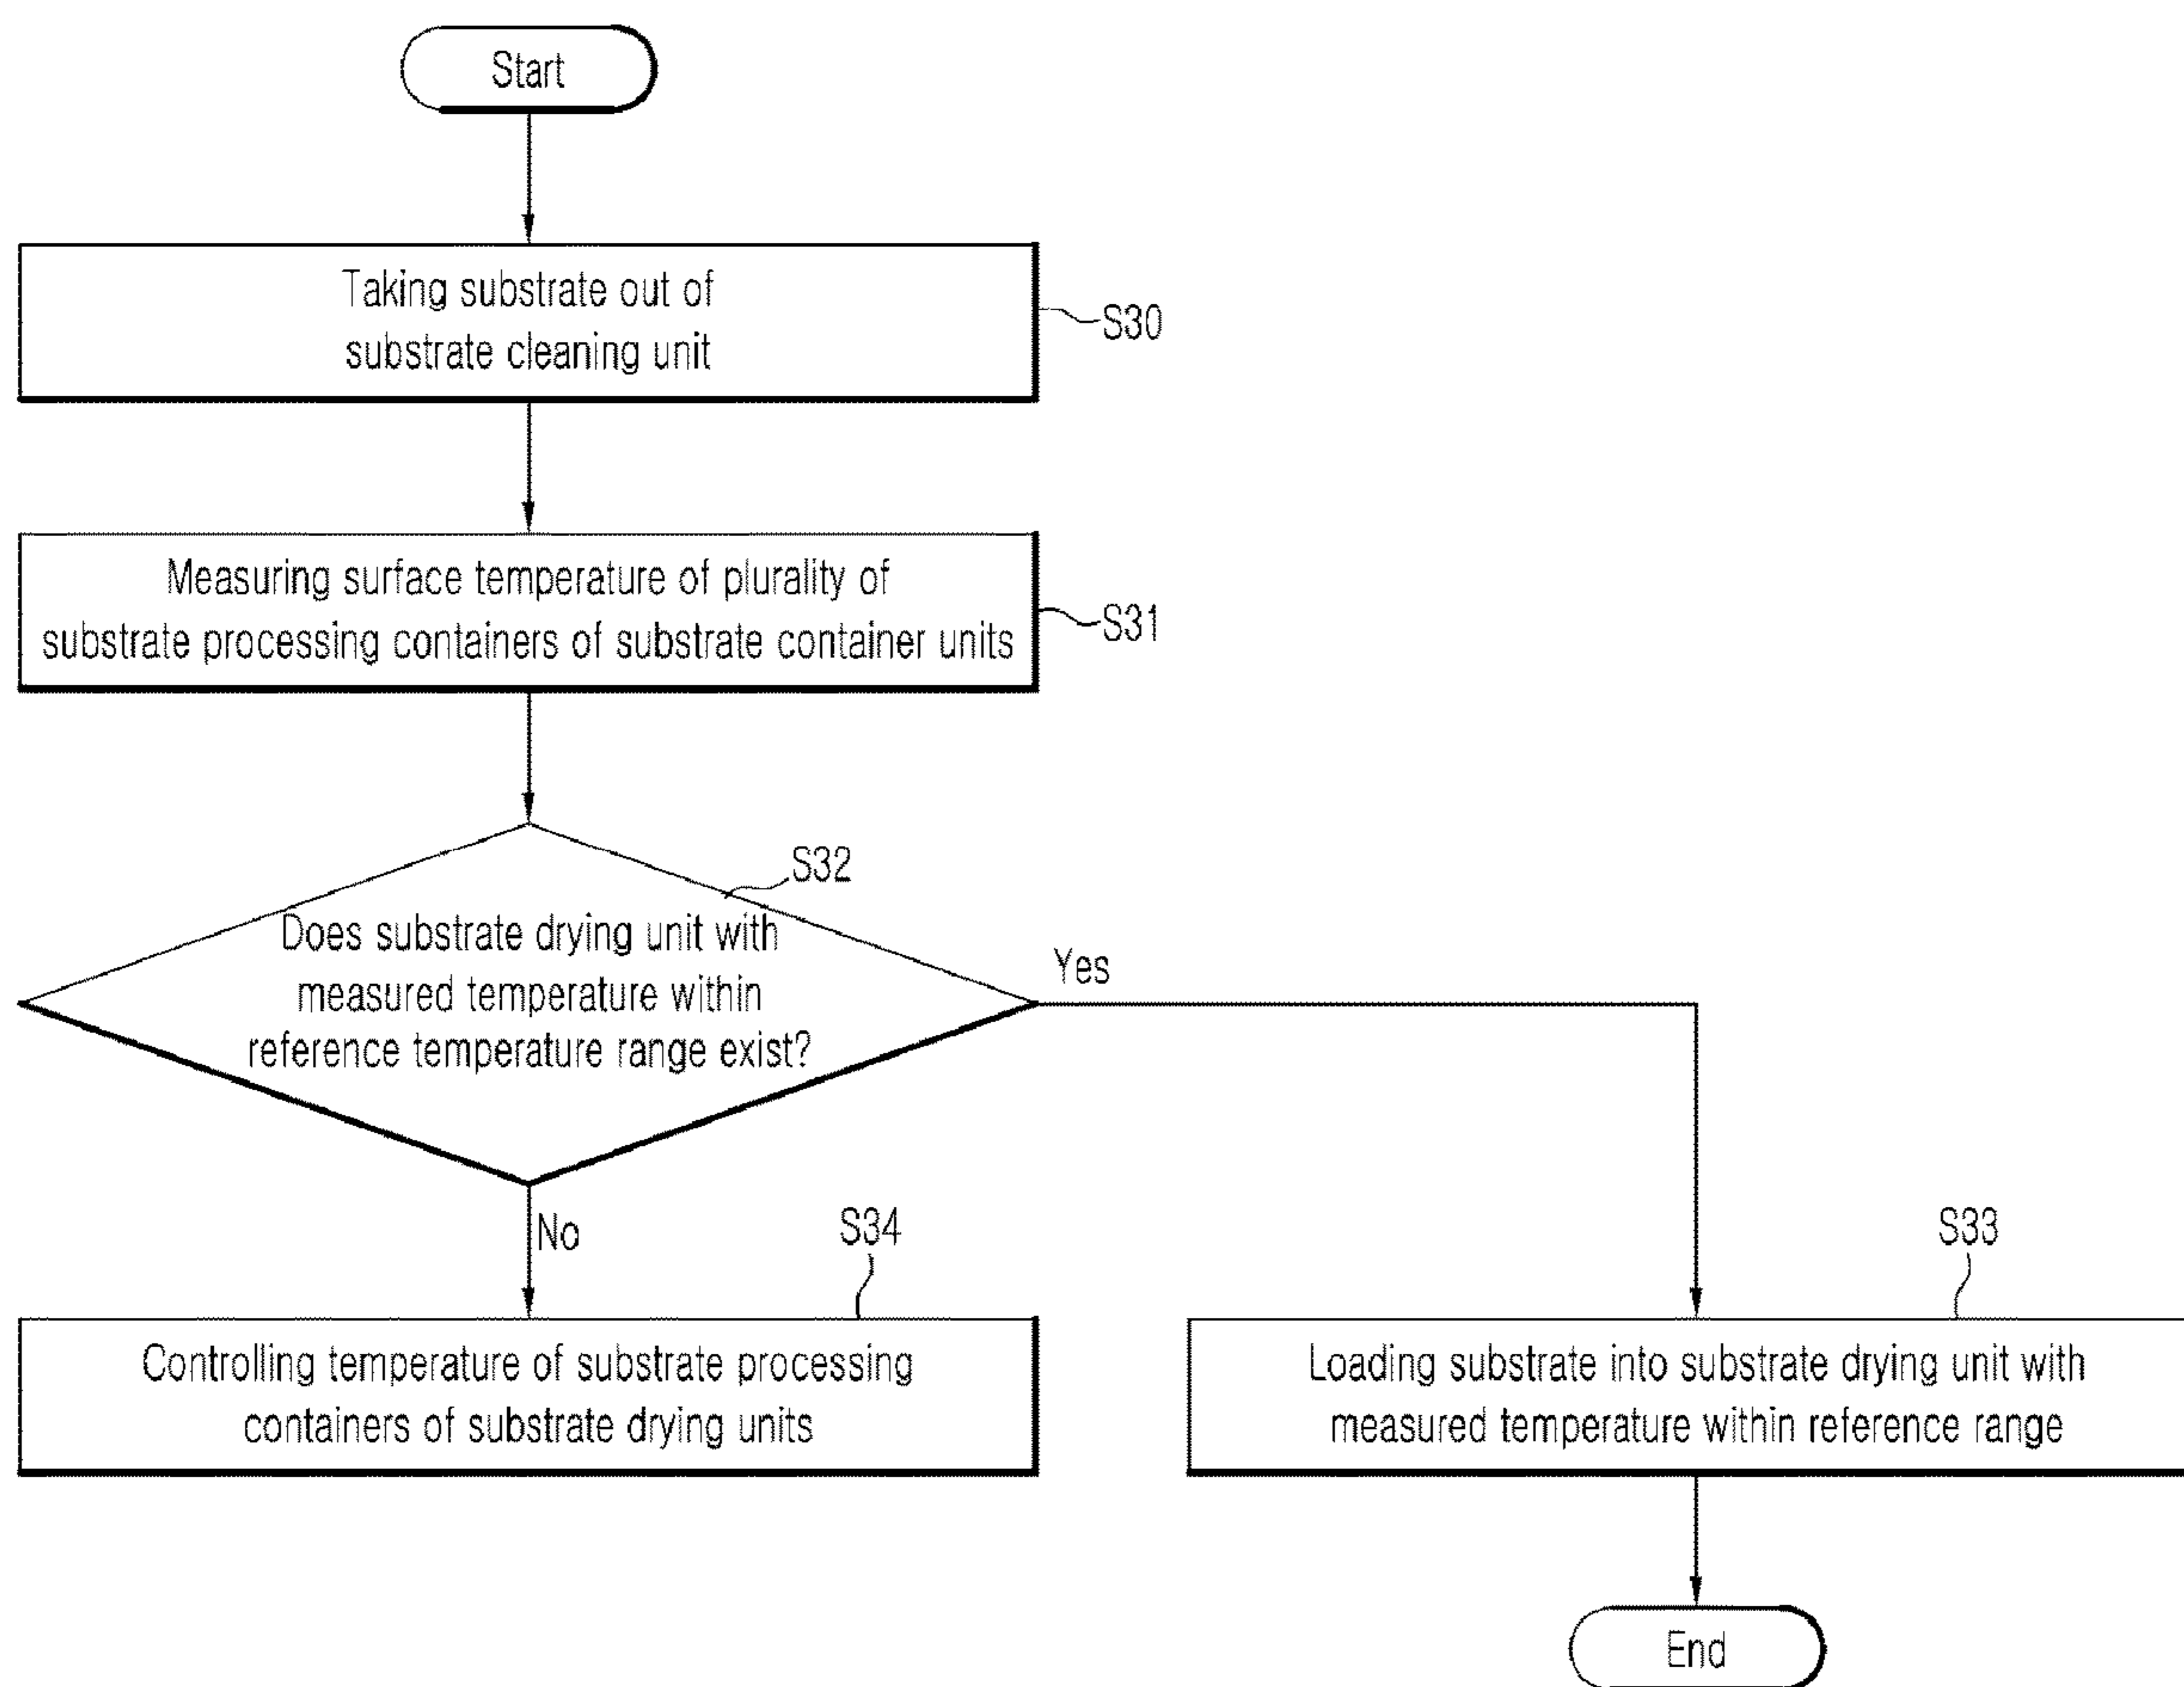 Start
Taking substrate out of
substrate cleaning unit
S30
Measuring surface temperature of plurality of
substrate processing containers of substrate container units
S31
S32
Does substrate drying unit with
measured temperature within
reference temperature range exist?
Yes
No
S34
Controlling temperature of substrate processing
containers of substrate drying units
S33
Loading substrate into substrate drying unit with
measured temperature within reference range
End